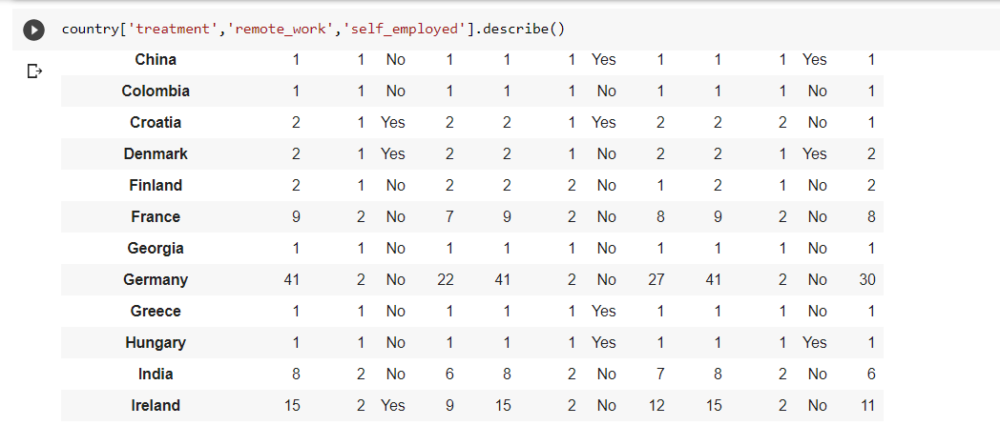 country['treatment','remote_work','self_employed'].describe()
China 1 1 No 1 1 1 Yes 1 1 1 Yes 1
Colombia 1 1 No 1 1 1 No 1 1 1 No 1
Croatia 2 1 Yes 2 2 1 Yes 2 2 2 No 1
Denmark 2 1 Yes 2 2 1 No 2 2 1 Yes 2
Finland 2 1 No 2 2 2 No 1 2 1 No 2
France 9 2 No 7 9 2 No 8 9 2 No 8
Georgia 1 1 No 1 1 1 No 1 1 1 No 1
Germany 41 2 No 22 41 2 No 27 41 2 No 30
Greece 1 1 No 1 1 1 Yes 1 1 1 No 1
Hungary 1 1 No 1 1 1 Yes 1 1 1 Yes 1
India 8 2 No 6 8 2 No 7 8 2 No 6
Ireland 15 2 Yes 9 15 2 No 12 15 2 No 11